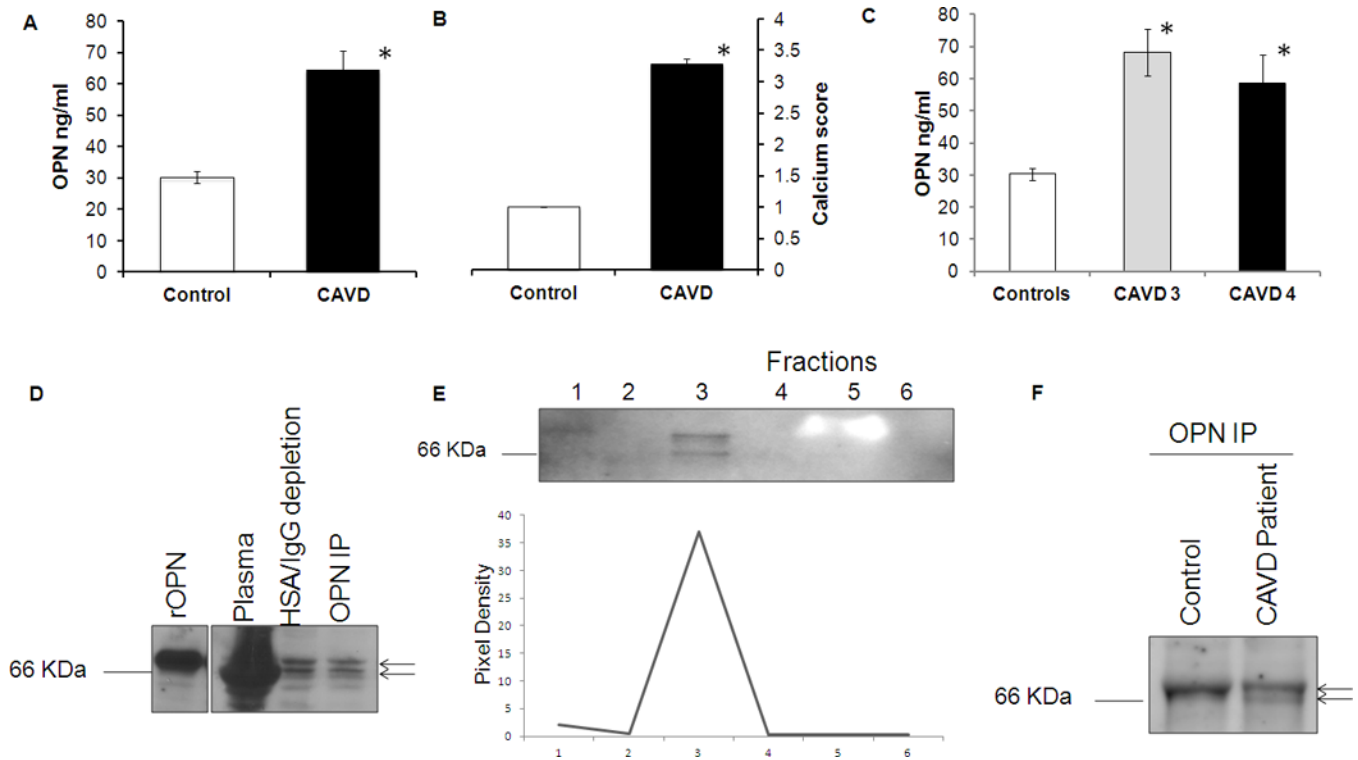 A
80
70
60
50
40
30
20
10
0
OPN ng/ml
*
Control
CAVD
B
4
3.5
3
2.5
2
1.5
1
0.5
0
Calcium score
*
Control
CAVD
C
80
70
60
50
40
30
20
10
0
OPN ng/ml
*
*
Controls
CAVD 3
CAVD 4
D
rOPN
Plasma
HSA/IgG depletion
OPN IP
66 KDa
E
Fractions
1 2 3 4 5 6
66 KDa
40
35
30
25
20
15
10
5
0
Pixel Density
1 2 3 4 5 6
F
OPN IP
Control
CAVD Patient
66 KDa